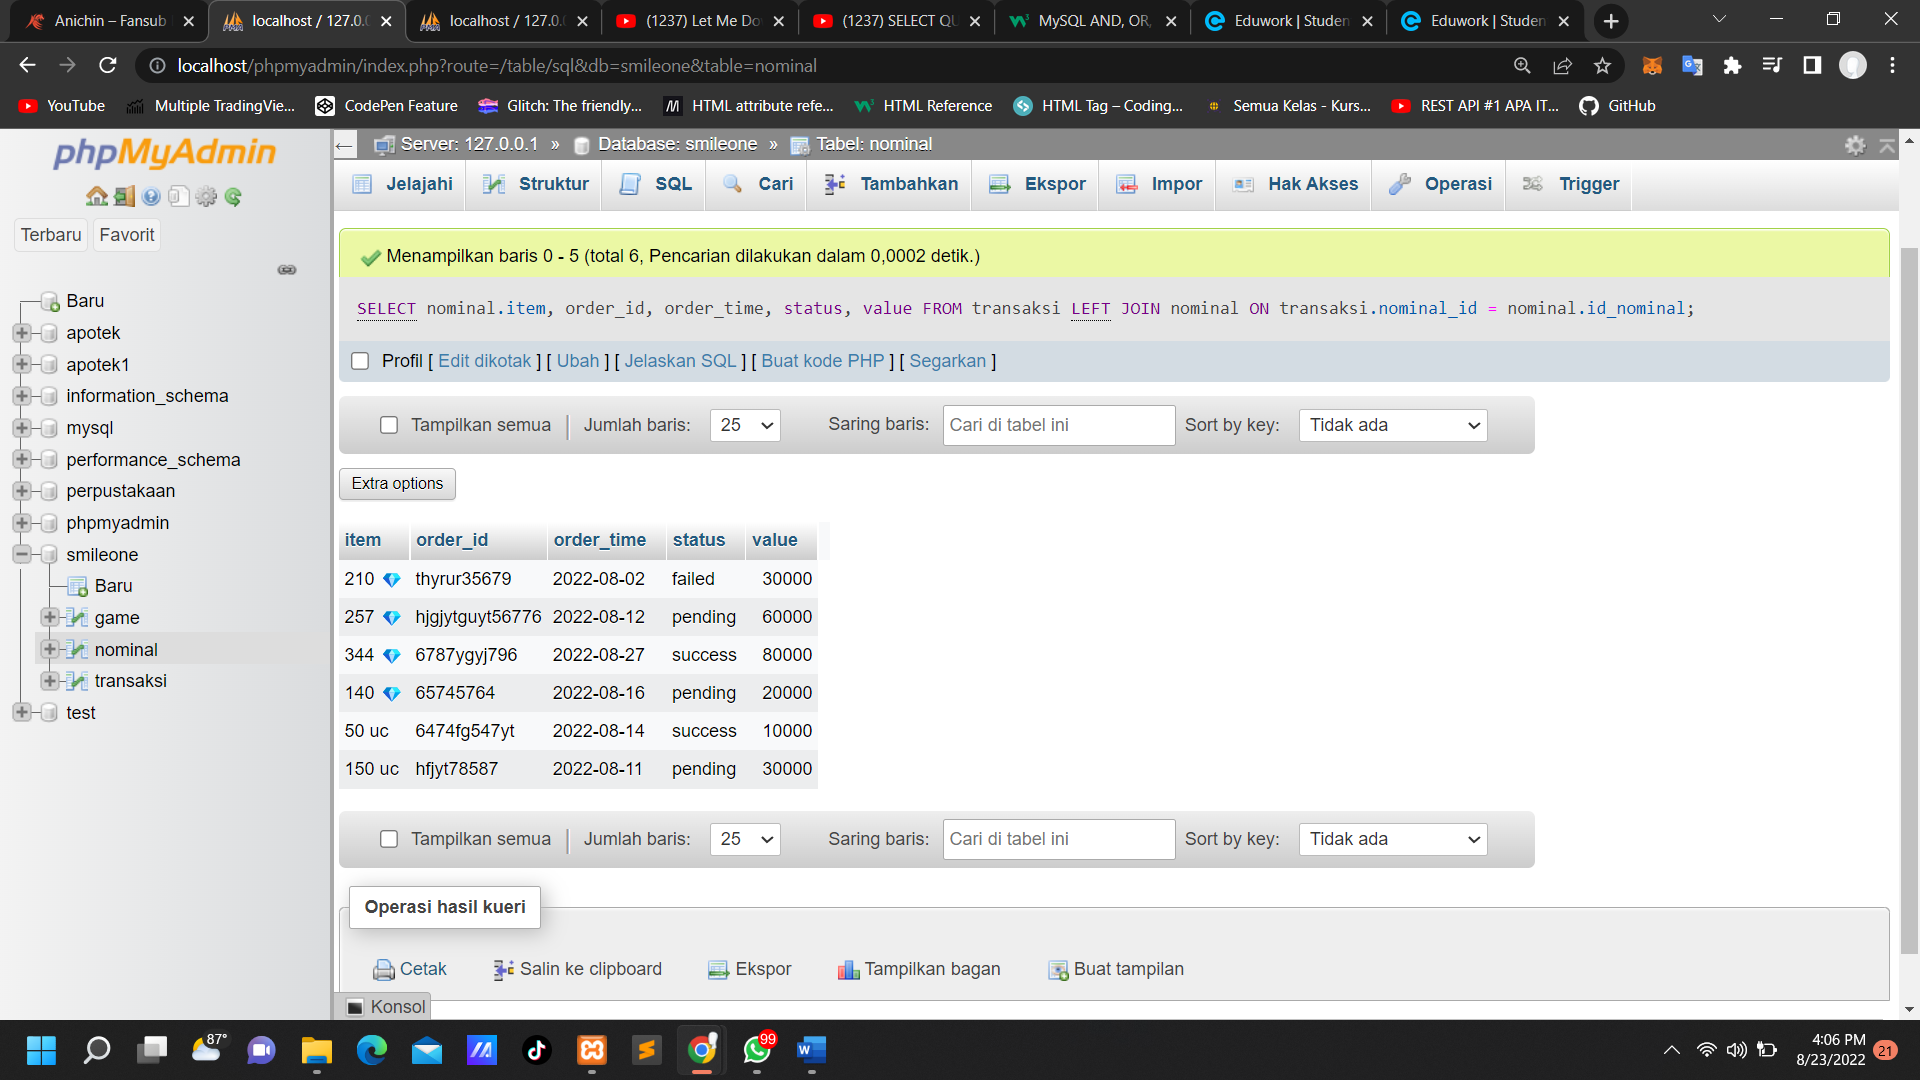 Anichin – Fansub
localhost / 127.0.0
localhost / 127.0.
(1237) Let Me Do
(1237) SELECT QU
MySQL AND, OR,
Eduwork | Studen
Eduwork | Studen
localhost/phpmyadmin/index.php?route=/table/sql&db=smileone&table=nominal
YouTube
Multiple TradingVie...
CodePen Feature
Glitch: The friendly...
HTML attribute refe...
HTML Reference
HTML Tag – Coding...
Semua Kelas - Kurs...
REST API #1 APA IT...
GitHub
phpMyAdmin
Terbaru
Favorit
Baru
apotek
apotek1
information_schema
mysql
performance_schema
perpustakaan
phpmyadmin
smileone
Baru
game
nominal
transaksi
test
Server: 127.0.0.1 » Database: smileone » Tabel: nominal
Jelajahi
Struktur
SQL
Cari
Tambahkan
Ekspor
Impor
Hak Akses
Operasi
Trigger
Menampilkan baris 0 - 5 (total 6, Pencarian dilakukan dalam 0,0002 detik.)
SELECT nominal.item, order_id, order_time, status, value FROM transaksi LEFT JOIN nominal ON transaksi.nominal_id = nominal.id_nominal;
Profil [ Edit dikotak ] [ Ubah ] [ Jelaskan SQL ] [ Buat kode PHP ] [ Segarkan ]
Tampilkan semua | Jumlah baris: 25 Saring baris: Cari di tabel ini Sort by key: Tidak ada
Extra options
item order_id order_time status value
210 💎 thyrur35679 2022-08-02 failed 30000
257 💎 hjgjytguyt56776 2022-08-12 pending 60000
344 💎 6787ygyj796 2022-08-27 success 80000
140 💎 65745764 2022-08-16 pending 20000
50 uc 6474fg547yt 2022-08-14 success 10000
150 uc hfjyt78587 2022-08-11 pending 30000
Tampilkan semua | Jumlah baris: 25 Saring baris: Cari di tabel ini Sort by key: Tidak ada
Operasi hasil kueri
Cetak
Salin ke clipboard
Ekspor
Tampilkan bagan
Buat tampilan
Konsol
87°
99
4:06 PM
8/23/2022
21